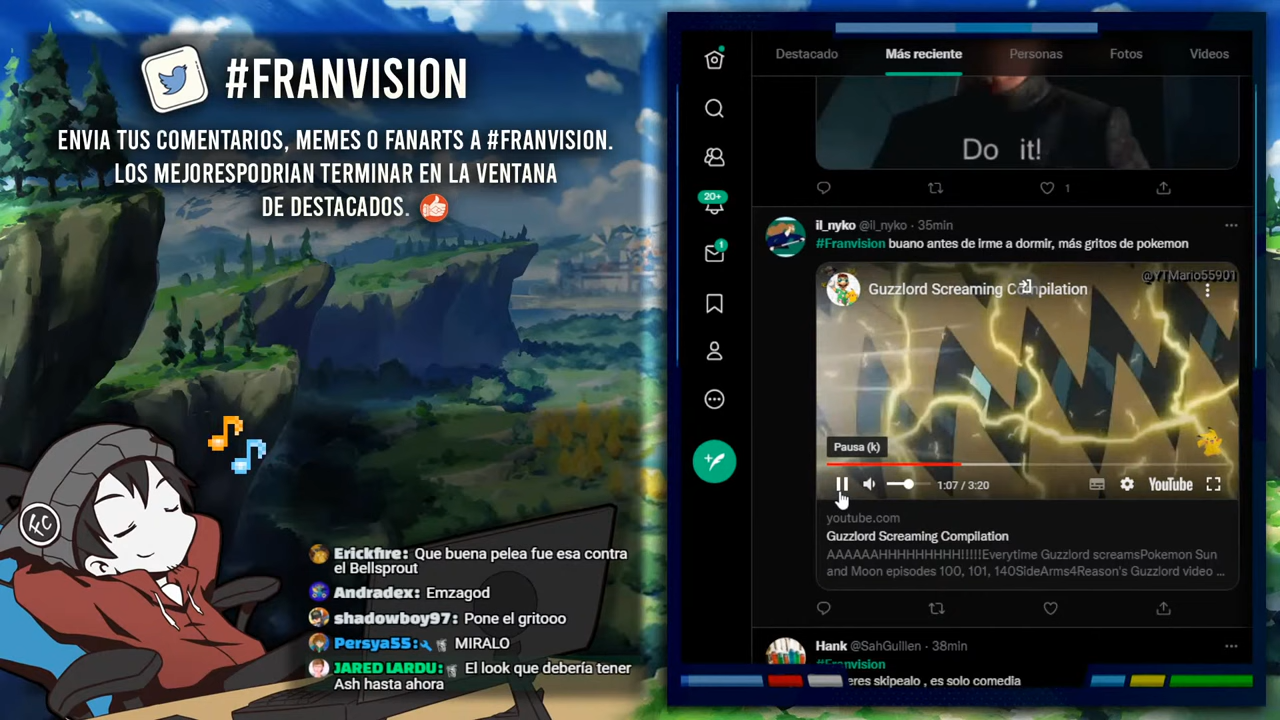 #FRANVISION
ENVIA TUS COMENTARIOS, MEMES O FANARTS A #FRANVISION.
LOS MEJORESPODRIAN TERMINAR EN LA VENTANA
DE DESTACADOS.
Erickfire: Que buena pelea fue esa contra
el Bellsprout
Andradex: Emzagod
shadowboy97: Pone el gritooo
Persya55: MIRALO
JARED LARDU: El look que debería tener
Ash hasta ahora
Destacado Más reciente Personas Fotos Videos
Do it!
1
20+
1
il_nyko @il_nyko · 35min
#Franvision buano antes de irme a dormir, más gritos de pokemon
@YTMario55901
Guzzlord Screaming Compilation
Pausa (k)
1:07 / 3:20
YouTube
youtube.com
Guzzlord Screaming Compilation
AAAAAAHHHHHHHHH!!!!!Everytime Guzzlord screamsPokemon Sun
and Moon episodes 100, 101, 140SideArms4Reason's Guzzlord video ...
Hank @SahGuillen · 38min
#Franvision
eres skipealo , es solo comedia